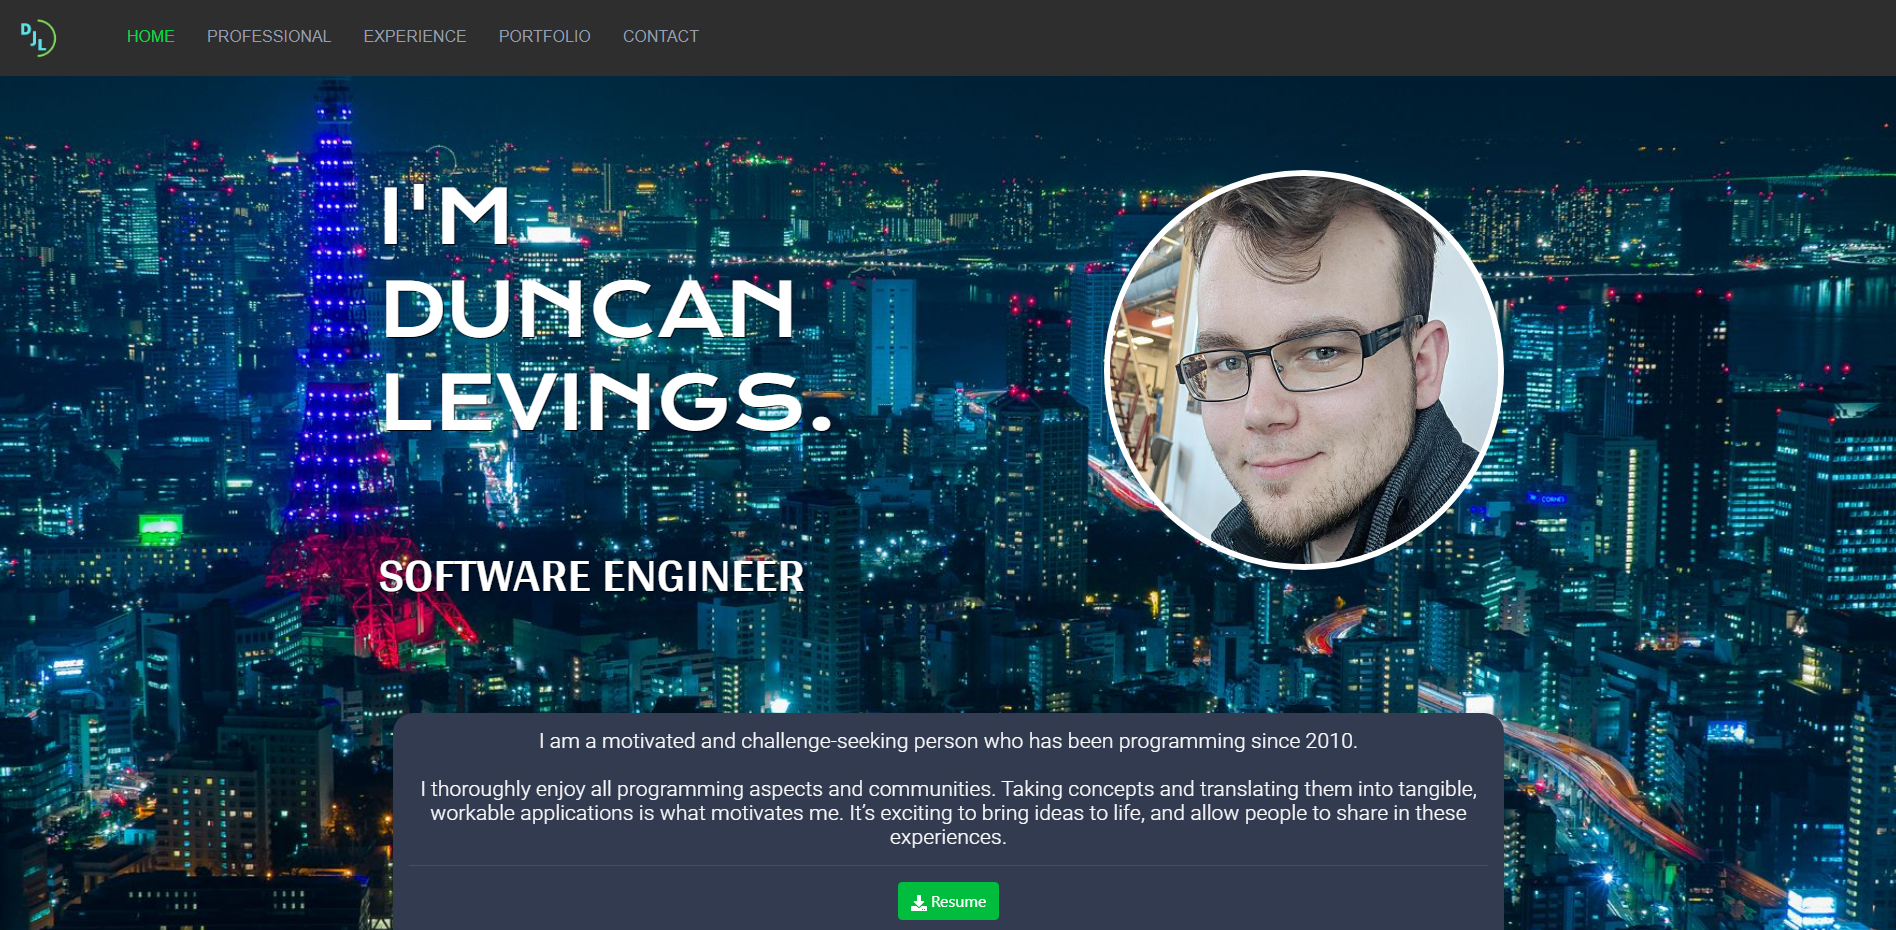 DJL
HOME PROFESSIONAL EXPERIENCE PORTFOLIO CONTACT
I'M
DUNCAN
LEVINGS.
SOFTWARE ENGINEER
I am a motivated and challenge-seeking person who has been programming since 2010.
I thoroughly enjoy all programming aspects and communities. Taking concepts and translating them into tangible,
workable applications is what motivates me. It’s exciting to bring ideas to life, and allow people to share in these
experiences.
Resume